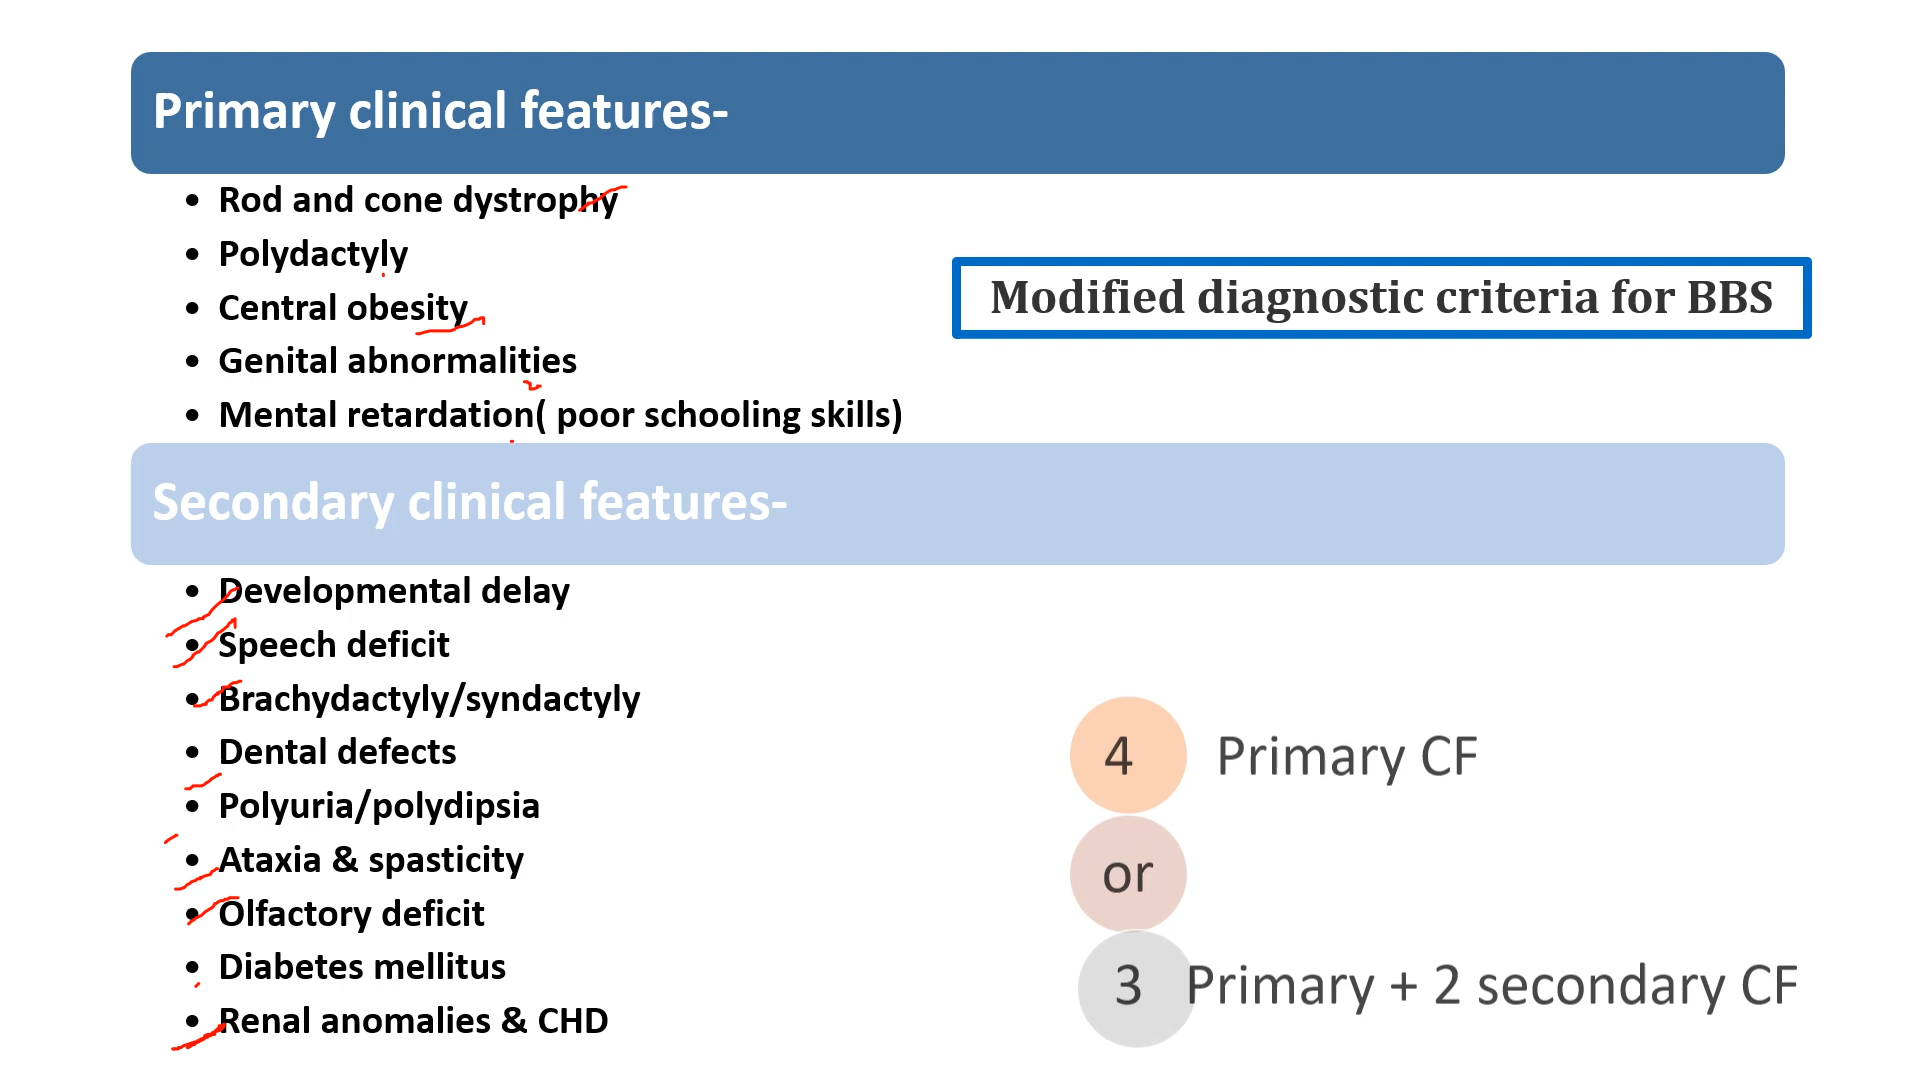 Primary clinical features-
• Rod and cone dystrophy
• Polydactyly
• Central obesity
• Genital abnormalities
• Mental retardation( poor schooling skills)
Modified diagnostic criteria for BBS
Secondary clinical features-
• Developmental delay
• Speech deficit
• Brachydactyly/syndactyly
• Dental defects
• Polyuria/polydipsia
• Ataxia & spasticity
• Olfactory deficit
• Diabetes mellitus
• Renal anomalies & CHD
4 Primary CF
or
3 Primary + 2 secondary CF